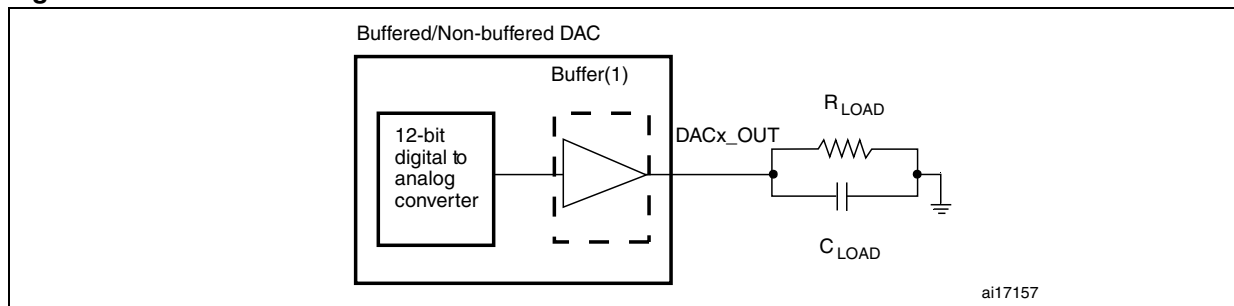 Buffered/Non-buffered DAC
Buffer(1)
12-bit
digital to
analog
converter
DACx_OUT
R LOAD
C LOAD
ai17157